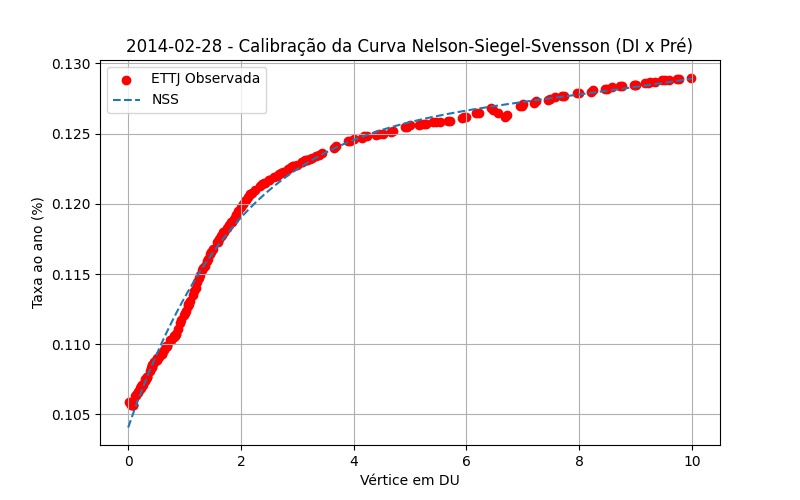 2014-02-28 - Calibração da Curva Nelson-Siegel-Svensson (DI x Pré)
ETTJ Observada
NSS
Taxa ao ano (%)
0.130
0.125
0.120
0.115
0.110
0.105
0 2 4 6 8 10
Vértice em DU